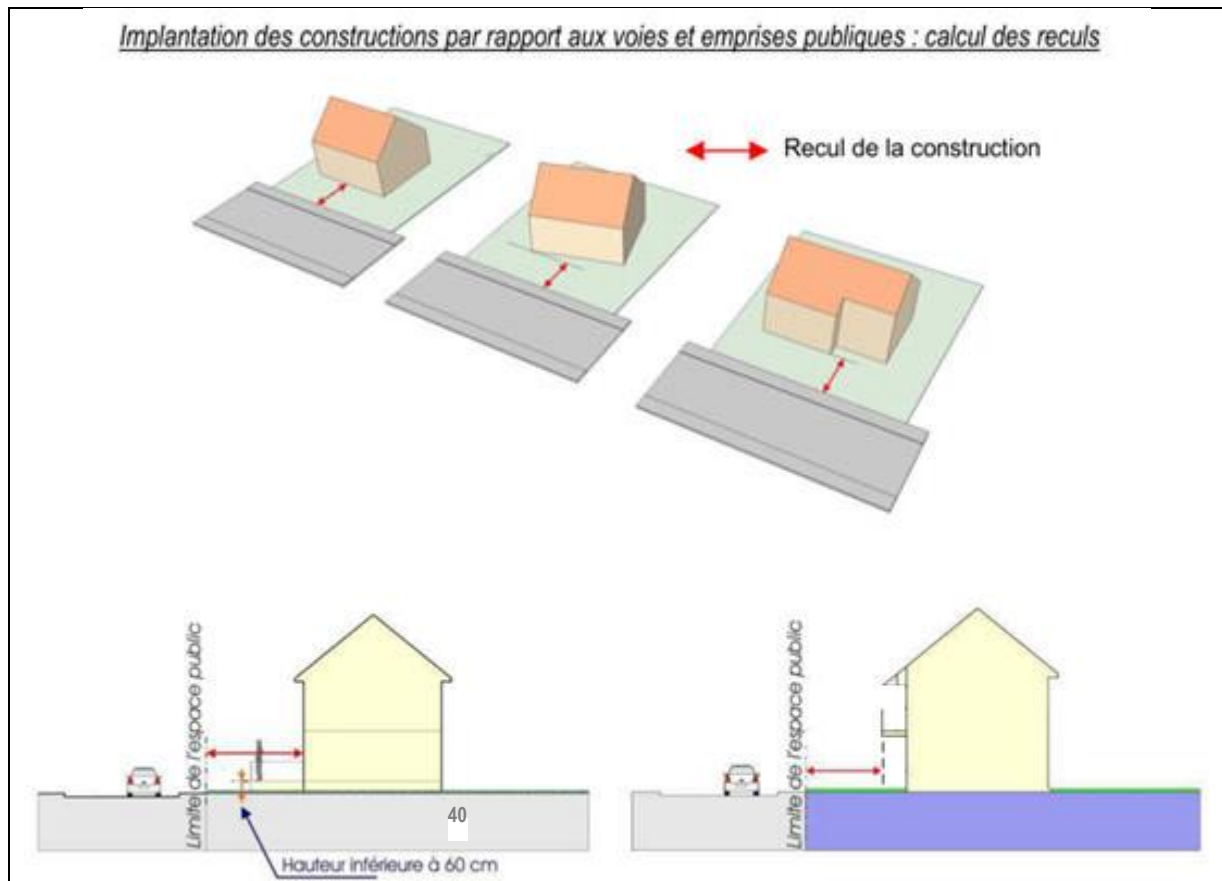 Implantation des constructions par rapport aux voies et emprises publiques : calcul des reculs
Recul de la construction
Limite de l'espace public
40
Hauteur inférieure à 60 cm
Limite de l'espace public